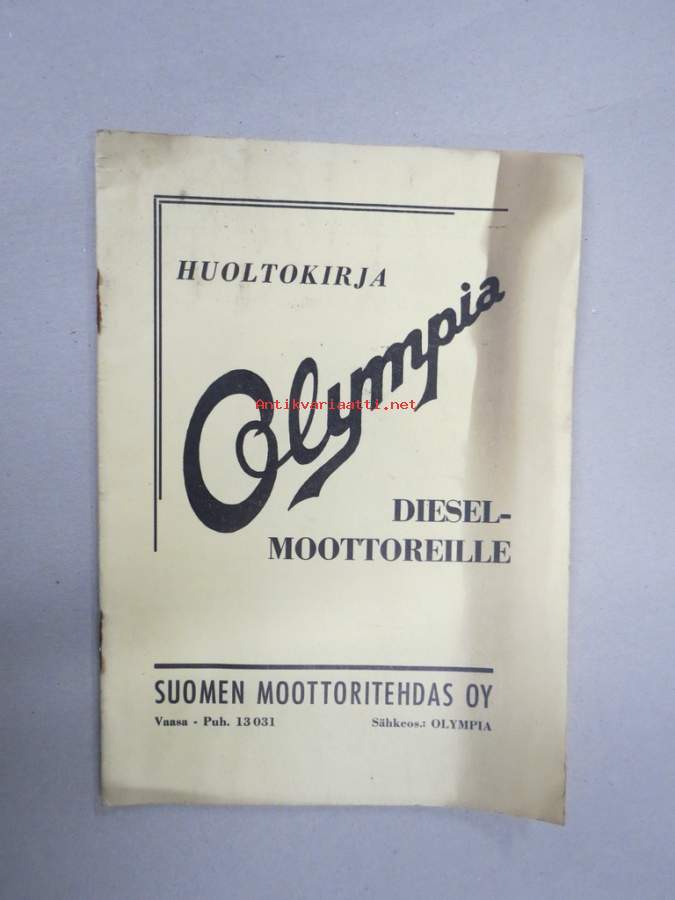 HUOLTOKIRJA
Olympia
Antikvariaatti.net
DIESEL-
MOOTTOREILLE
SUOMEN MOOTTORITEHDAS OY
Vaasa - Puh. 13 031 Sähkeos.: OLYMPIA